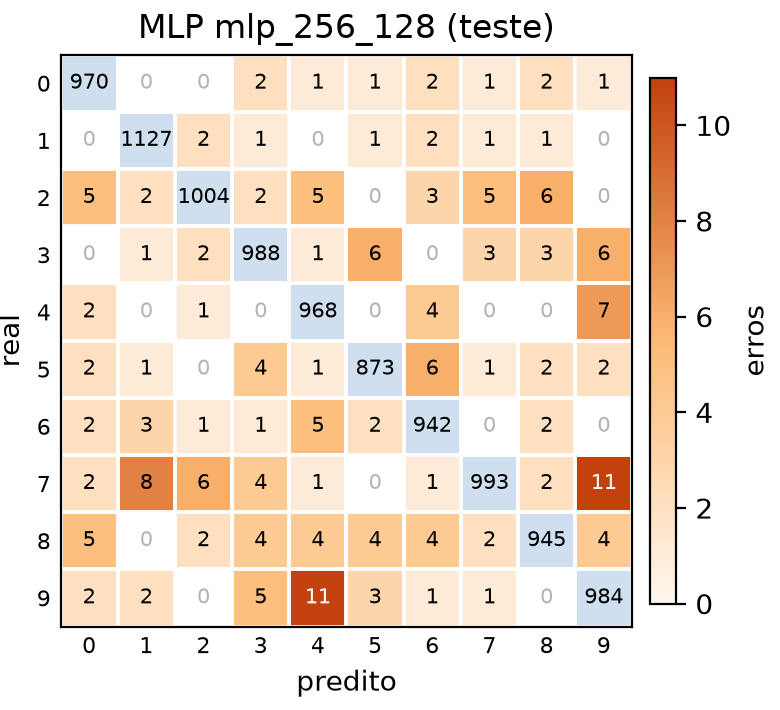 MLP mlp_256_128 (teste)
0 970 0 0 2 1 1 2 1 2 1
1 0 1127 2 1 0 1 2 1 1 0
2 5 2 1004 2 5 0 3 5 6 0
3 0 1 2 988 1 6 0 3 3 6
4 2 0 1 0 968 0 4 0 0 7
5 2 1 0 4 1 873 6 1 2 2
6 2 3 1 1 5 2 942 0 2 0
7 2 8 6 4 1 0 1 993 2 11
8 5 0 2 4 4 4 4 2 945 4
9 2 2 0 5 11 3 1 1 0 984
0 1 2 3 4 5 6 7 8 9
predito
real
10
8
6
4
2
0
erros